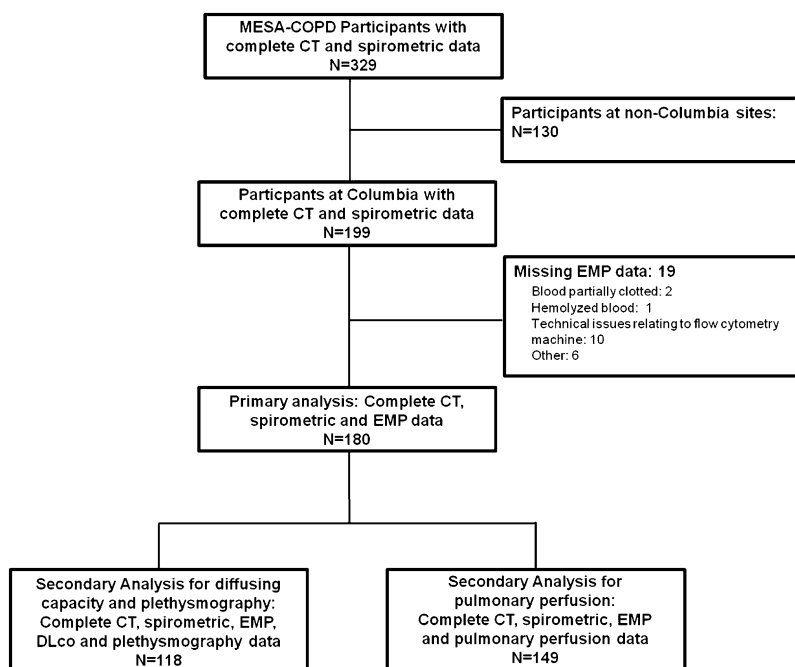 MESA-COPD Participants with
complete CT and spirometric data
N=329
Participants at non-Columbia sites:
N=130
Particpants at Columbia with
complete CT and spirometric data
N=199
Missing EMP data: 19
Blood partially clotted: 2
Hemolyzed blood: 1
Technical issues relating to flow cytometry
machine: 10
Other: 6
Primary analysis: Complete CT,
spirometric and EMP data
N=180
Secondary Analysis for diffusing
capacity and plethysmography:
Complete CT, spirometric, EMP,
DLco and plethysmography data
N=118
Secondary Analysis for
pulmonary perfusion:
Complete CT, spirometric, EMP
and pulmonary perfusion data
N=149